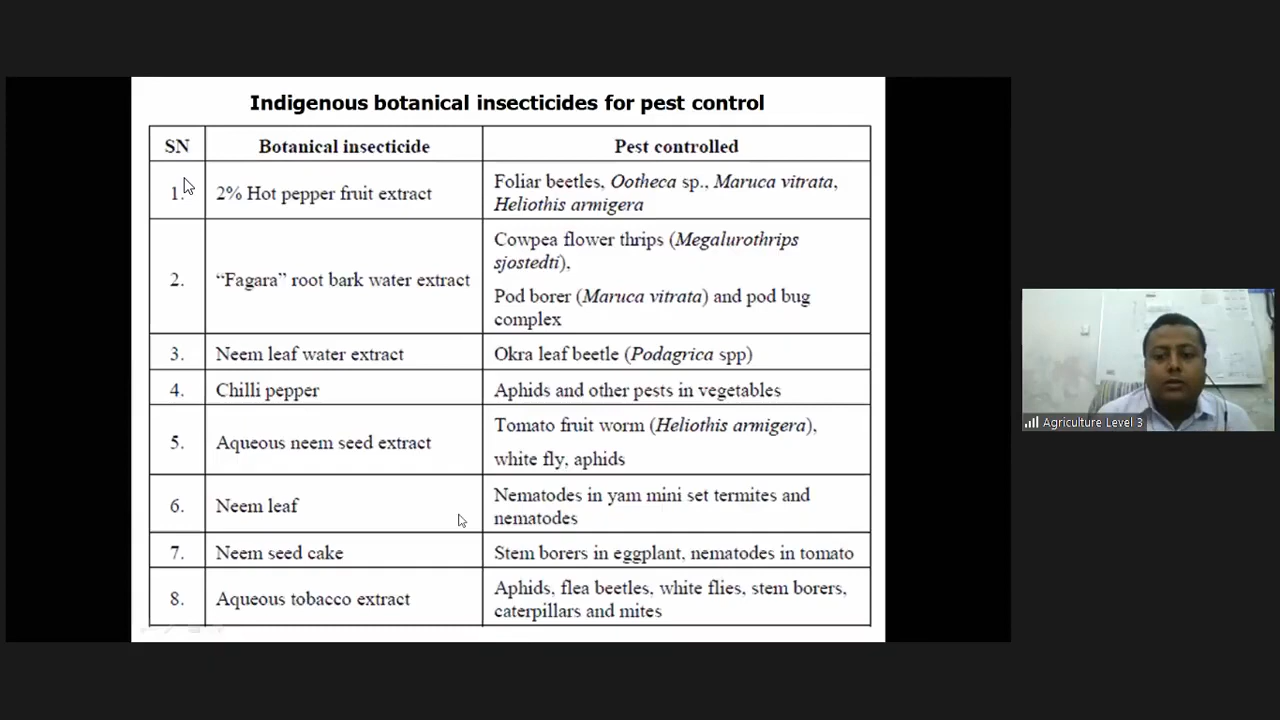 Indigenous botanical insecticides for pest control
SN Botanical insecticide Pest controlled
1. 2% Hot pepper fruit extract Foliar beetles, Ootheca sp., Maruca vitrata,
Heliothis armigera
2. “Fagara” root bark water extract Cowpea flower thrips (Megalurothrips
sjostedti),
Pod borer (Maruca vitrata) and pod bug
complex
3. Neem leaf water extract Okra leaf beetle (Podagrica spp)
4. Chilli pepper Aphids and other pests in vegetables
5. Aqueous neem seed extract Tomato fruit worm (Heliothis armigera),
white fly, aphids
6. Neem leaf Nematodes in yam mini set termites and
nematodes
7. Neem seed cake Stem borers in eggplant, nematodes in tomato
8. Aqueous tobacco extract Aphids, flea beetles, white flies, stem borers,
caterpillars and mites
Agriculture Level 3